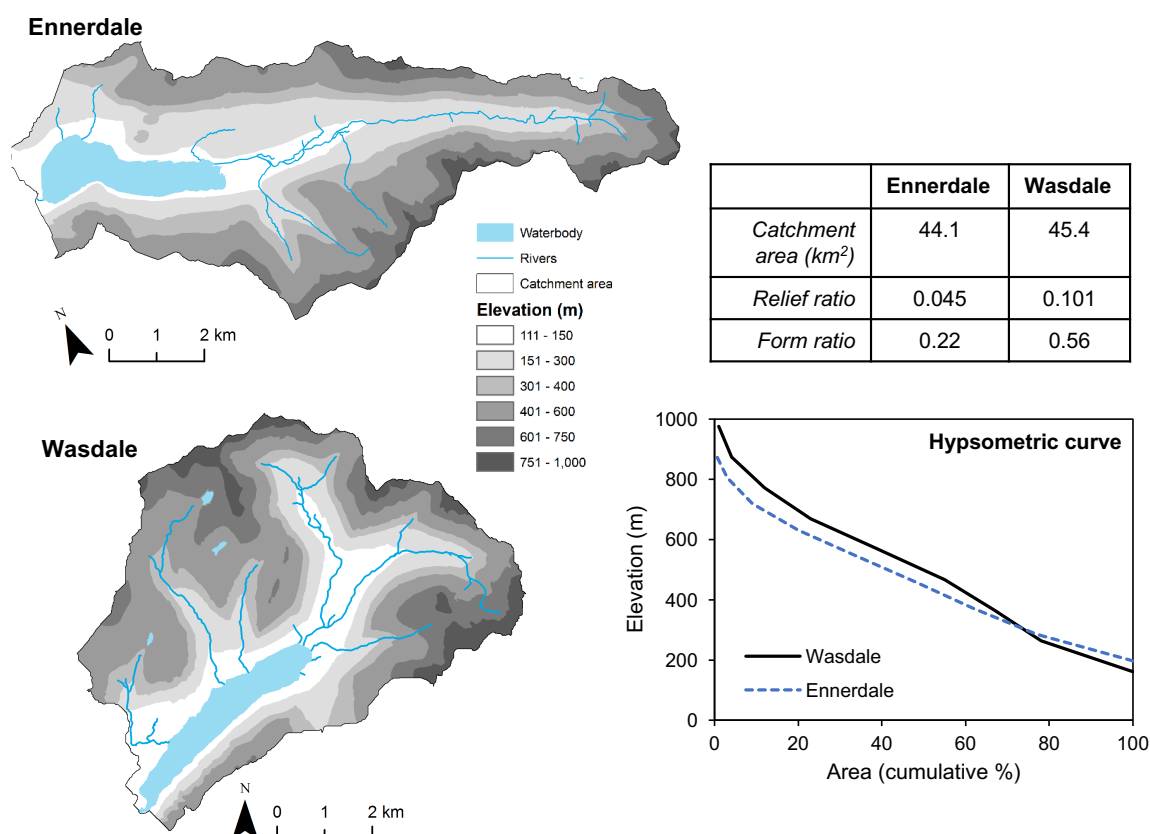 Ennerdale
Waterbody
Rivers
Catchment area
Elevation (m)
111 - 150
151 - 300
301 - 400
401 - 600
601 - 750
751 - 1,000
N
0 1 2 km
Ennerdale Wasdale
Catchment area (km²) 44.1 45.4
Relief ratio 0.045 0.101
Form ratio 0.22 0.56
Wasdale
N
0 1 2 km
Hypsometric curve
Elevation (m)
1000
800
600
400
200
0
Wasdale
Ennerdale
0 20 40 60 80 100
Area (cumulative %)